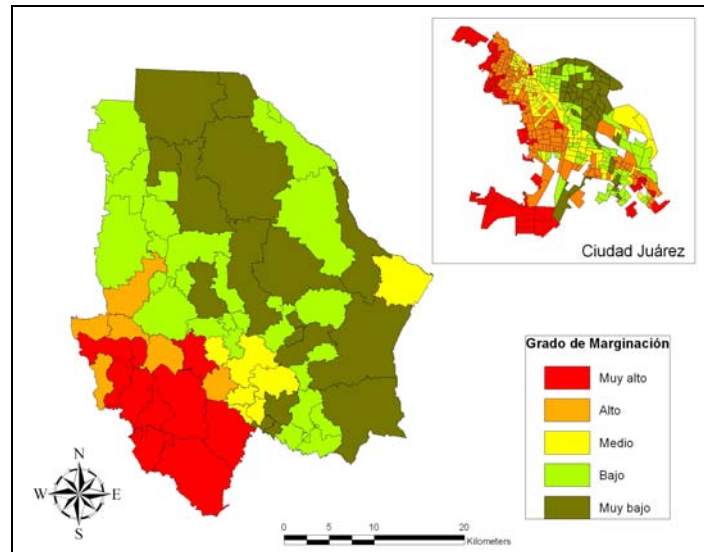 Ciudad Juárez
Grado de Marginación
Muy alto
Alto
Medio
Bajo
Muy bajo
N
W E
S
0 5 10 20
Kilometers